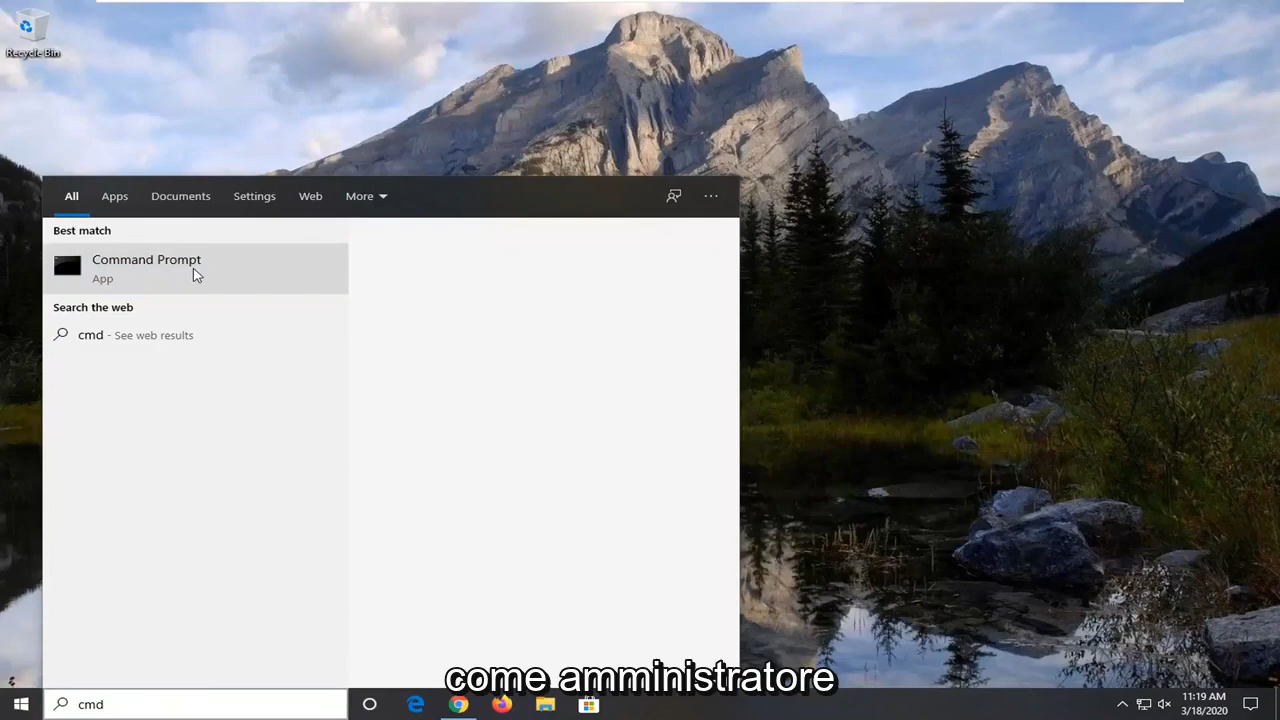 Recycle Bin
All Apps Documents Settings Web More
Best match
Command Prompt
App
Search the web
cmd - See web results
come amministratore
cmd
11:19 AM
3/18/2020